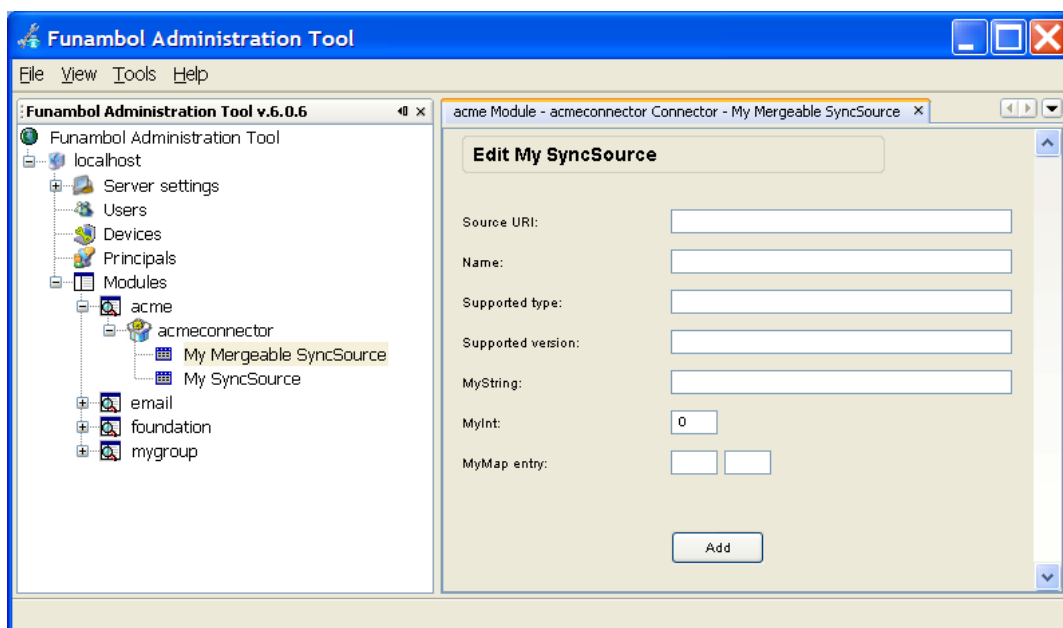 Funambol Administration Tool
File View Tools Help
Funambol Administration Tool v.6.0.6
Funambol Administration Tool
localhost
Server settings
Users
Devices
Principals
Modules
acme
acmeconnector
My Mergeable SyncSource
My SyncSource
email
foundation
mygroup
acme Module - acmeconnector Connector - My Mergeable SyncSource
Edit My SyncSource
Source URI:
Name:
Supported type:
Supported version:
MyString:
MyInt: 0
MyMap entry:
Add